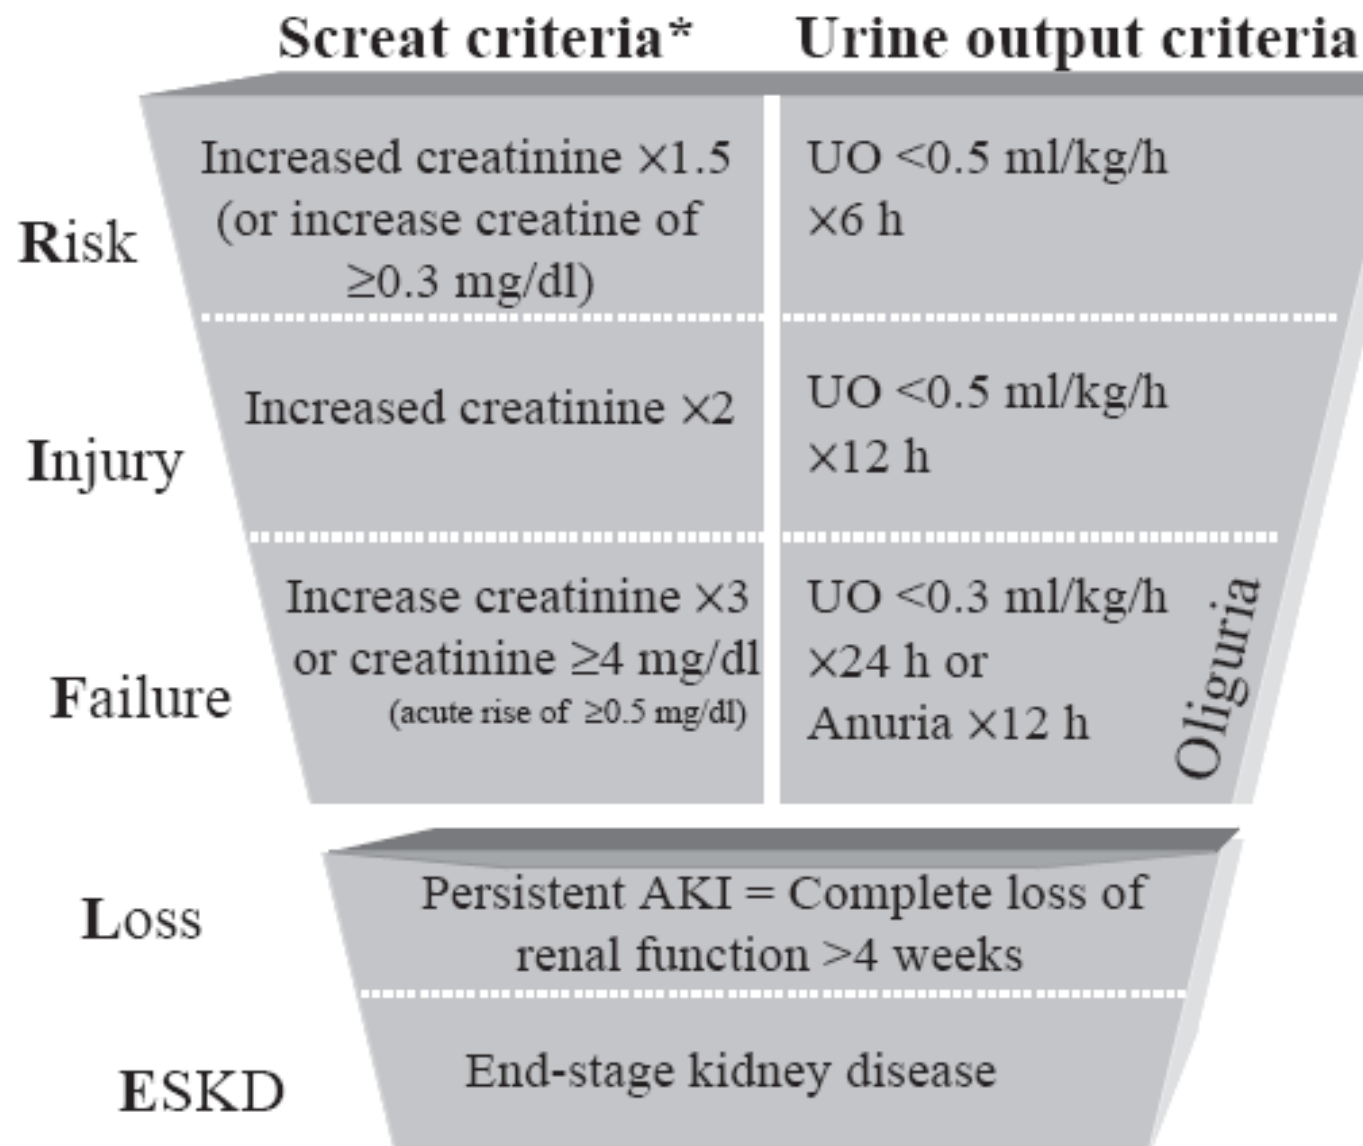 Screat criteria*
Urine output criteria
Risk
Increased creatinine ×1.5
(or increase creatine of
≥0.3 mg/dl)
UO <0.5 ml/kg/h
×6 h
Injury
Increased creatinine ×2
UO <0.5 ml/kg/h
×12 h
Failure
Increase creatinine ×3
or creatinine ≥4 mg/dl
(acute rise of ≥0.5 mg/dl)
UO <0.3 ml/kg/h
×24 h or
Anuria ×12 h
Oliguria
Loss
Persistent AKI = Complete loss of
renal function >4 weeks
ESKD
End-stage kidney disease